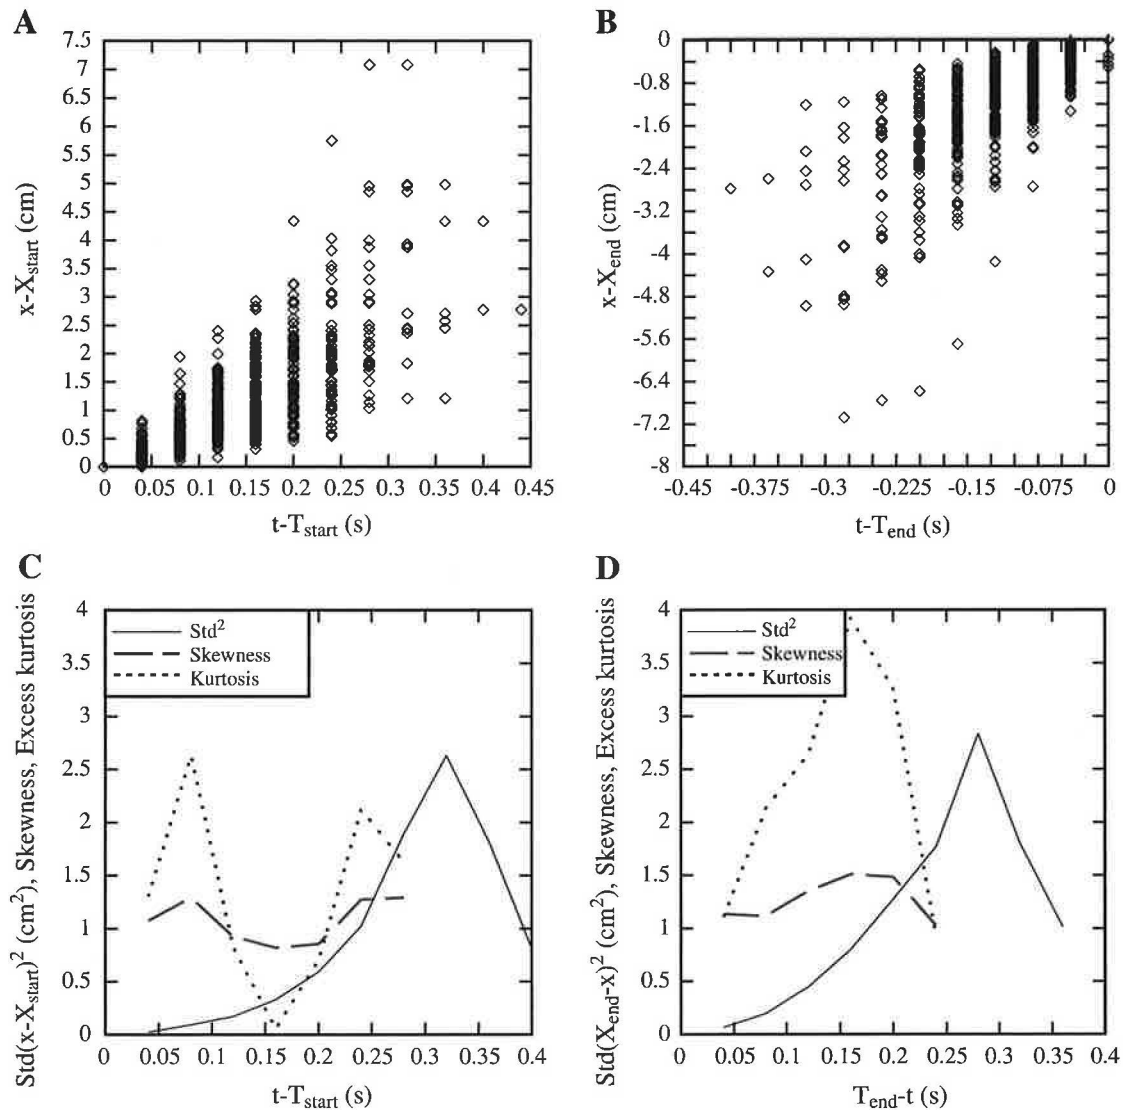 A
7.5
7
6.5
6
5.5
5
4.5
4
3.5
3
2.5
2
1.5
1
0.5
0
x-Xstart (cm)
0 0.05 0.1 0.15 0.2 0.25 0.3 0.35 0.4 0.45
t-Tstart (s)
B
0
-0.8
-1.6
-2.4
-3.2
-4
-4.8
-5.6
-6.4
-7.2
-8
x-Xend (cm)
-0.45 -0.375 -0.3 -0.225 -0.15 -0.075 0
t-Tend (s)
C
4
3.5
3
2.5
2
1.5
1
0.5
0
Std(x-Xstart)² (cm²), Skewness, Excess kurtosis
Std²
Skewness
Kurtosis
0 0.05 0.1 0.15 0.2 0.25 0.3 0.35 0.4
t-Tstart (s)
D
4
3.5
3
2.5
2
1.5
1
0.5
0
Std(Xend-x)² (cm²), Skewness, Excess kurtosis
Std²
Skewness
Kurtosis
0 0.05 0.1 0.15 0.2 0.25 0.3 0.35 0.4
Tend-t (s)